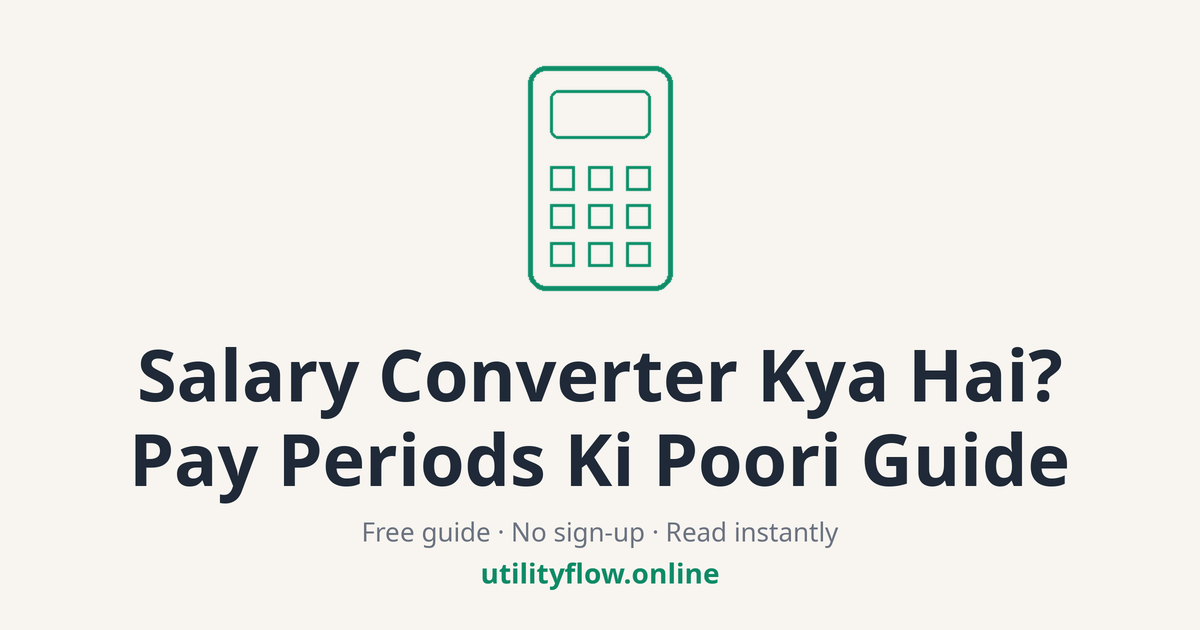 Salary Converter Kya Hai?
Pay Periods Ki Poori Guide
Free guide · No sign-up · Read instantly
utilityflow.online